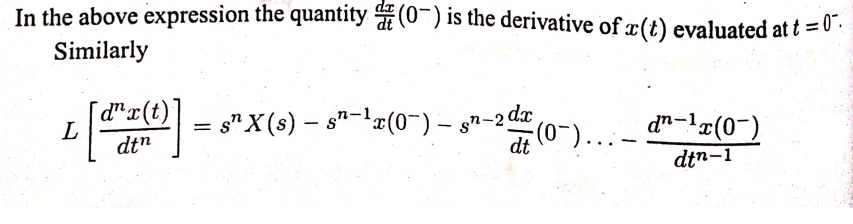 In the above expression the quantity $\frac{dx}{dt}(0^-)$ is the derivative of $x(t)$ evaluated at $t = 0^-$.
Similarly
$L\left[\frac{d^n x(t)}{dt^n}\right] = s^n X(s) - s^{n-1}x(0^-) - s^{n-2}\frac{dx}{dt}(0^-)\ldots - \frac{d^{n-1}x(0^-)}{dt^{n-1}}$